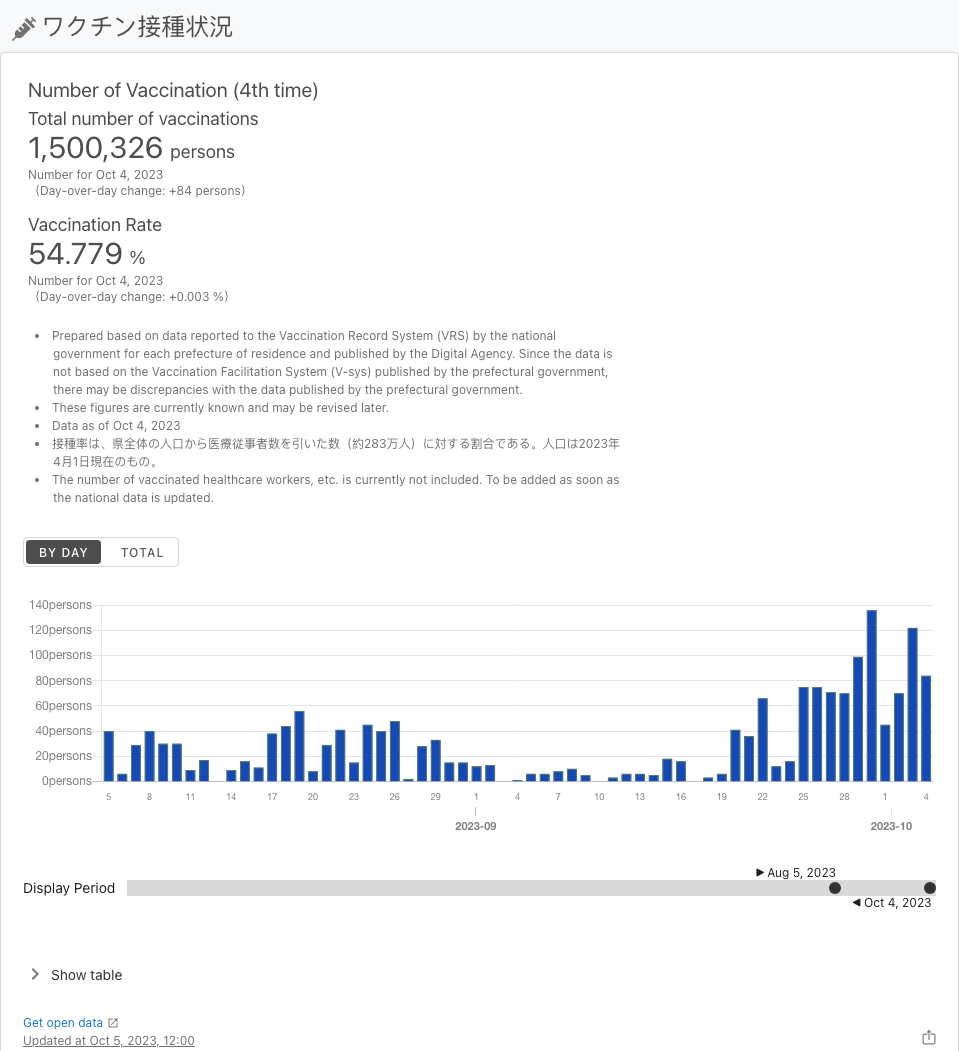 ワクチン接種状況
Number of Vaccination (4th time)
Total number of vaccinations
1,500,326 persons
Number for Oct 4, 2023
(Day-over-day change: +84 persons)
Vaccination Rate
54.779 %
Number for Oct 4, 2023
(Day-over-day change: +0.003 %)
• Prepared based on data reported to the Vaccination Record System (VRS) by the national
government for each prefecture of residence and published by the Digital Agency. Since the data is
not based on the Vaccination Facilitation System (V-sys) published by the prefectural government,
there may be discrepancies with the data published by the prefectural government.
• These figures are currently known and may be revised later.
• Data as of Oct 4, 2023
• 接種率は、県全体の人口から医療従事者数を引いた数（約283万人）に対する割合である。人口は2023年
4月1日現在のもの。
• The number of vaccinated healthcare workers, etc. is currently not included. To be added as soon as
the national data is updated.
BY DAY TOTAL
140persons
120persons
100persons
80persons
60persons
40persons
20persons
0persons
5 8 11 14 17 20 23 26 29 1 4 7 10 13 16 19 22 25 28 1 4
2023-09 2023-10
Aug 5, 2023
Display Period
Oct 4, 2023
Show table
Get open data
Updated at Oct 5, 2023, 12:00